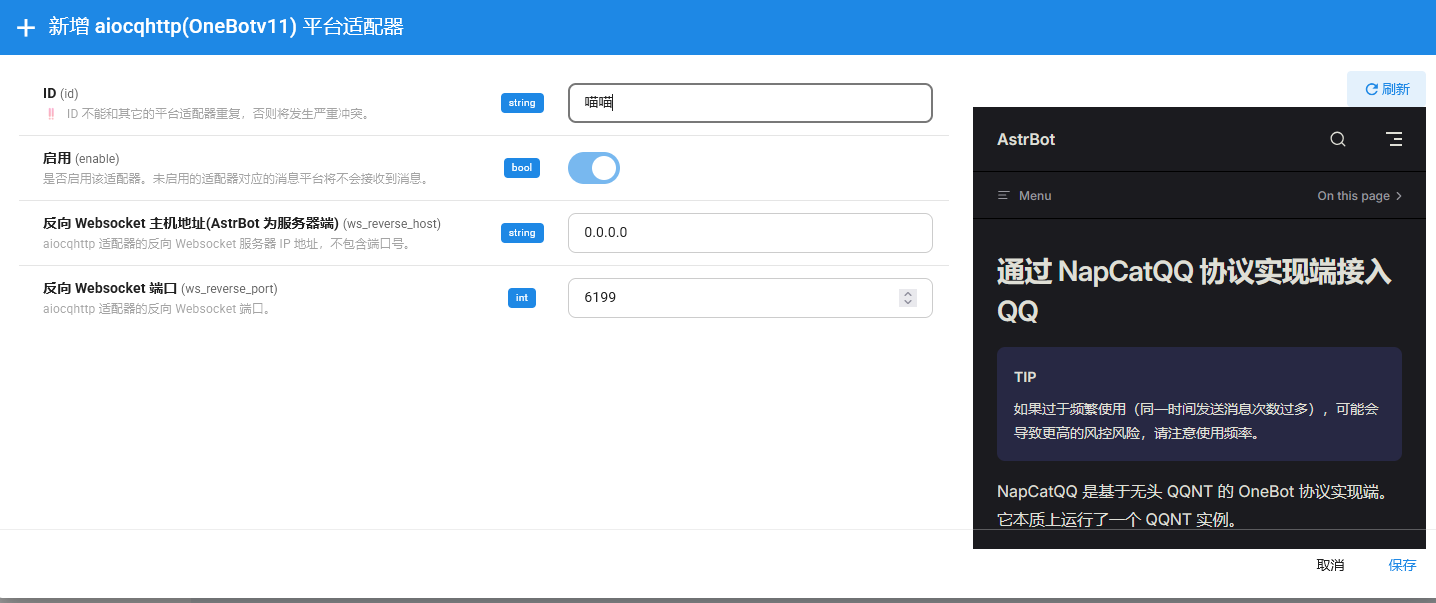 新增 aiocqhttp(OneBotv11) 平台适配器
ID (id)
‼ ID 不能和其它的平台适配器重复，否则将发生严重冲突。
string
喵喵
启用 (enable)
是否启用该适配器。未启用的适配器对应的消息平台将不会接收到消息。
bool
反向 Websocket 主机地址(AstrBot 为服务器端) (ws_reverse_host)
aiocqhttp 适配器的反向 Websocket 服务器 IP 地址，不包含端口号。
string
0.0.0.0
反向 Websocket 端口 (ws_reverse_port)
aiocqhttp 适配器的反向 Websocket 端口。
int
6199
刷新
AstrBot
Menu
On this page
通过 NapCatQQ 协议实现端接入
QQ
TIP
如果过于频繁使用（同一时间发送消息次数过多），可能会
导致更高的风控风险，请注意使用频率。
NapCatQQ 是基于无头 QQNT 的 OneBot 协议实现端。
它本质上运行了一个 QQNT 实例。
取消
保存